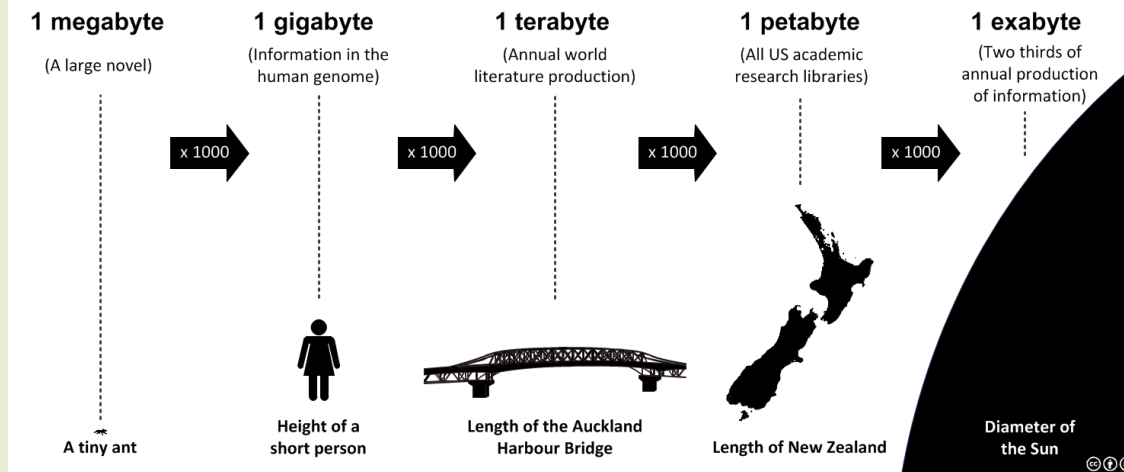 1 megabyte
(A large novel)
1 gigabyte
(Information in the
human genome)
1 terabyte
(Annual world
literature production)
1 petabyte
(All US academic
research libraries)
1 exabyte
(Two thirds of
annual production
of information)
x 1000
x 1000
x 1000
x 1000
A tiny ant
Height of a
short person
Length of the Auckland
Harbour Bridge
Length of New Zealand
Diameter of
the Sun
cc